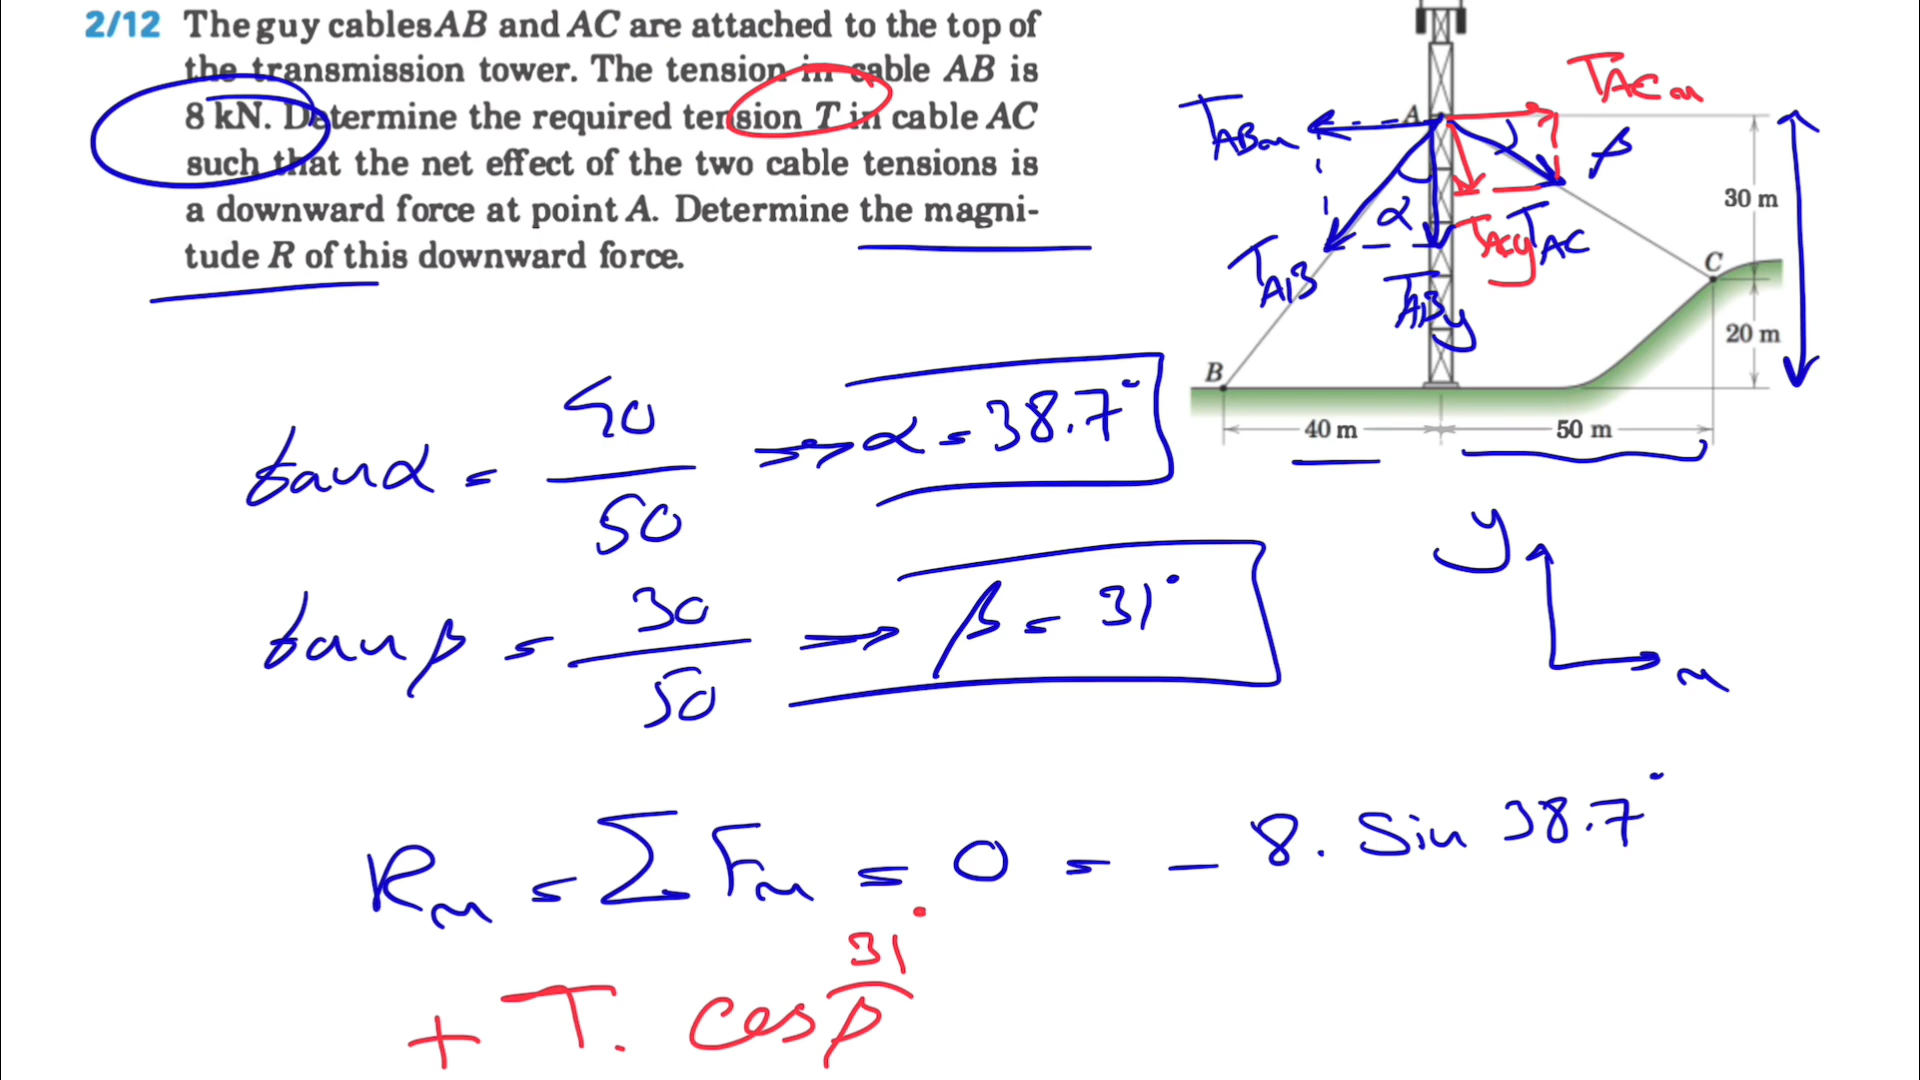 2/12 The guy cables AB and AC are attached to the top of
the transmission tower. The tension in cable AB is
8 kN. Determine the required tension T in cable AC
such that the net effect of the two cable tensions is
a downward force at point A. Determine the magni-
tude R of this downward force.
T_ACx
T_ABx
A
β
30 m
α
T_ACy
T_AC
T_AB
T_ABy
C
20 m
B
40 m
50 m
tanα = 40/50 ⇒ α = 38.7°
tanβ = 30/50 ⇒ β = 31°
y
x
Rx = ΣFx = 0 = - 8. Sin 38.7°
31°
+ T. cosβ